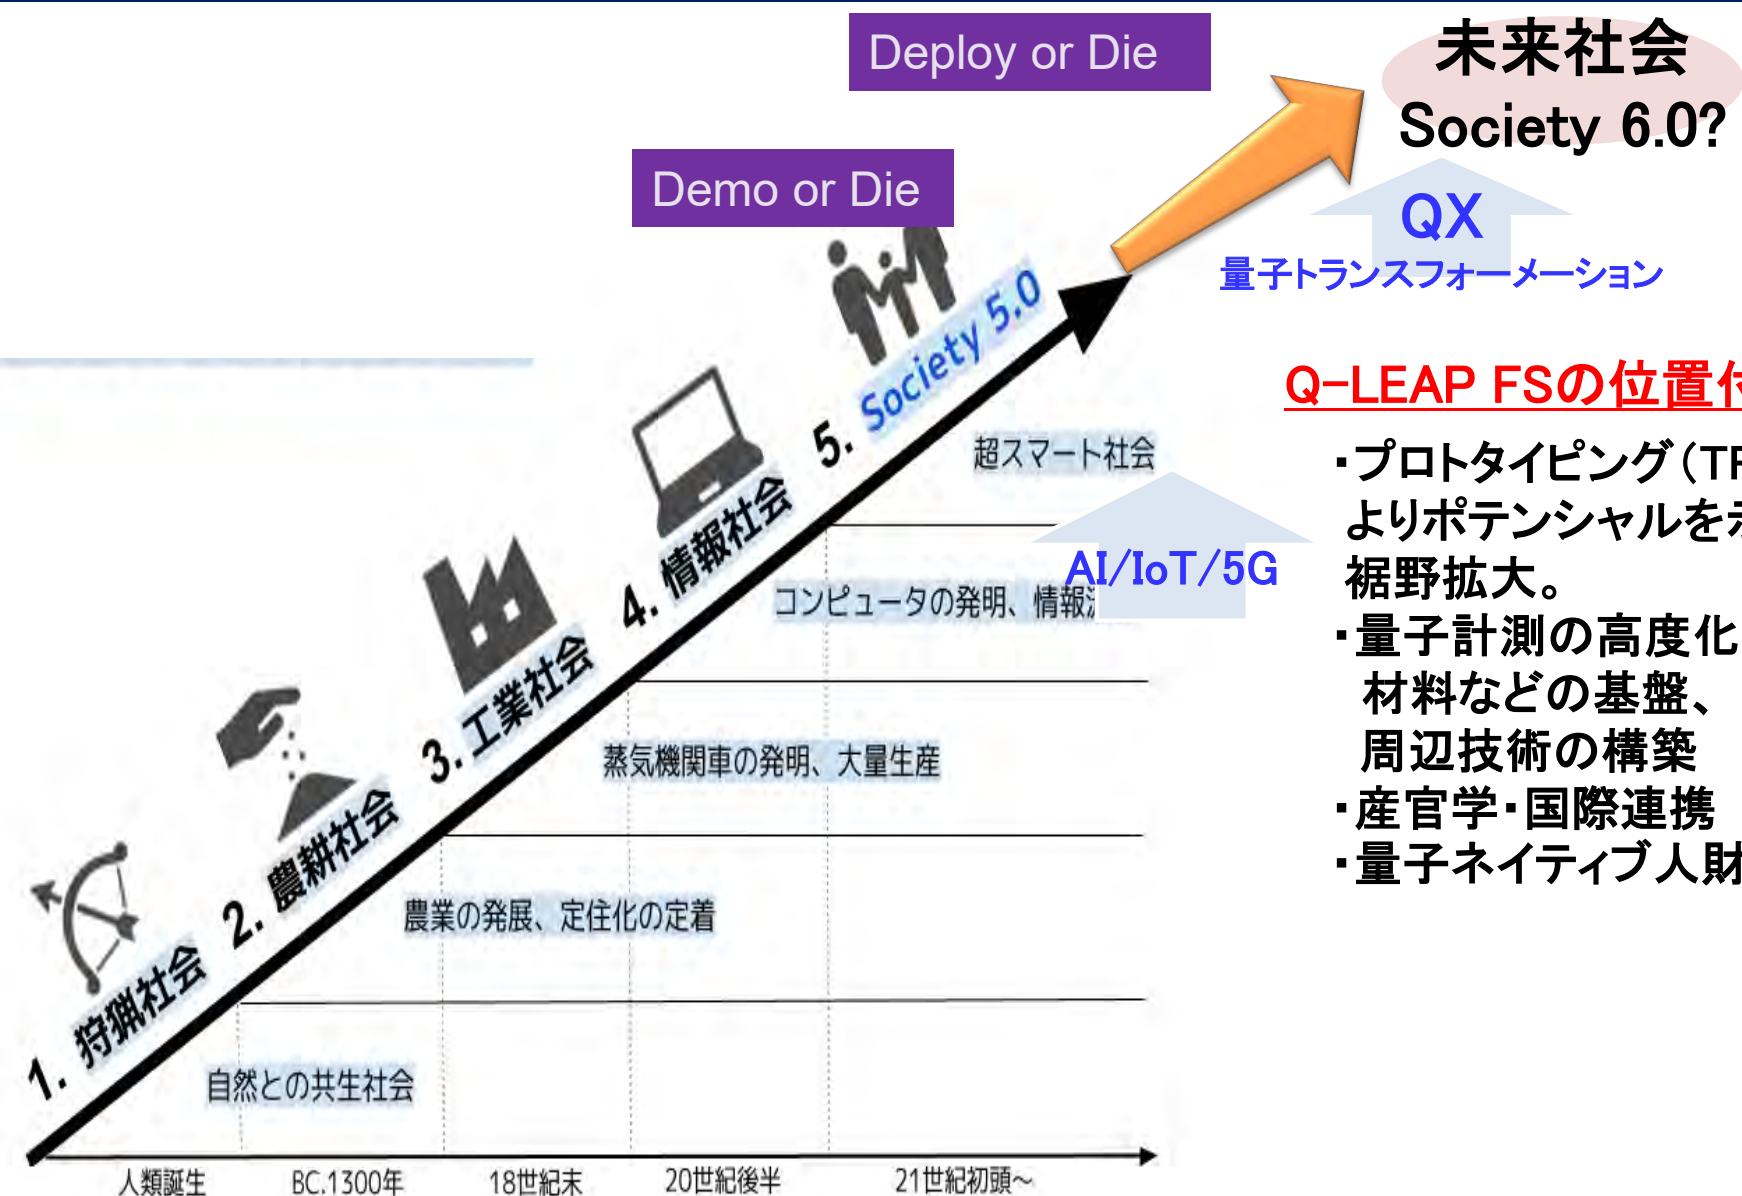 Deploy or Die
未来社会
Society 6.0?
Demo or Die
QX
量子トランスフォーメーション
5. Society 5.0
超スマート社会
AI/IoT/5G
4. 情報社会
コンピュータの発明、情報
3. 工業社会
蒸気機関車の発明、大量生産
2. 農耕社会
農業の発展、定住化の定着
1. 狩猟社会
自然との共生社会
人類誕生
BC.1300年
18世紀末
20世紀後半
21世紀初頭～
Q-LEAP FSの位置
・プロトタイピング（T
よりポテンシャルを
裾野拡大。
・量子計測の高度化
材料などの基盤、
周辺技術の構築
・産官学・国際連携
・量子ネイティブ人財